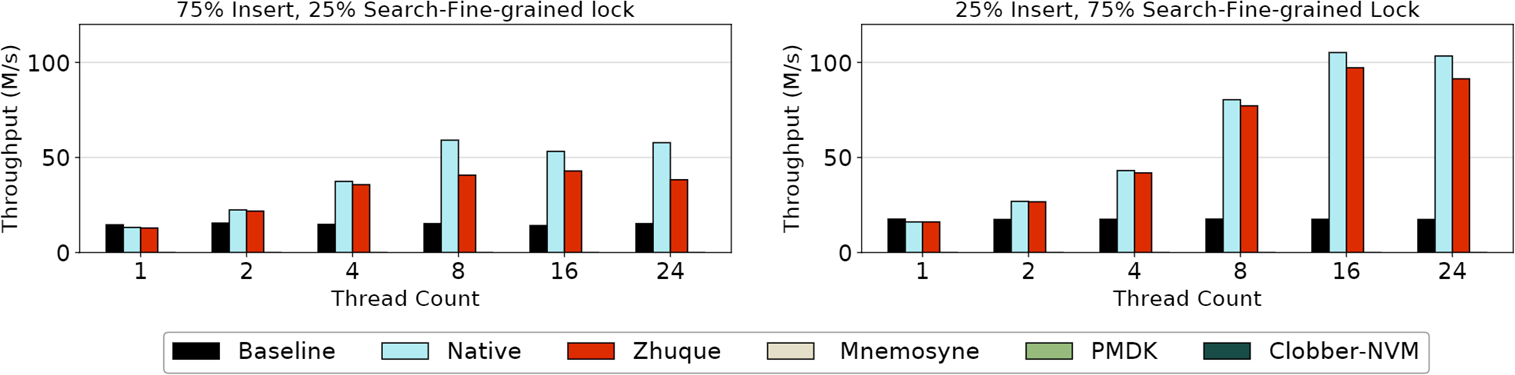 75% Insert, 25% Search-Fine-grained lock
Throughput (M/s)
100
50
0
1 2 4 8 16 24
Thread Count
25% Insert, 75% Search-Fine-grained Lock
Throughput (M/s)
100
50
0
1 2 4 8 16 24
Thread Count
Baseline Native Zhuque Mnemosyne PMDK Clobber-NVM